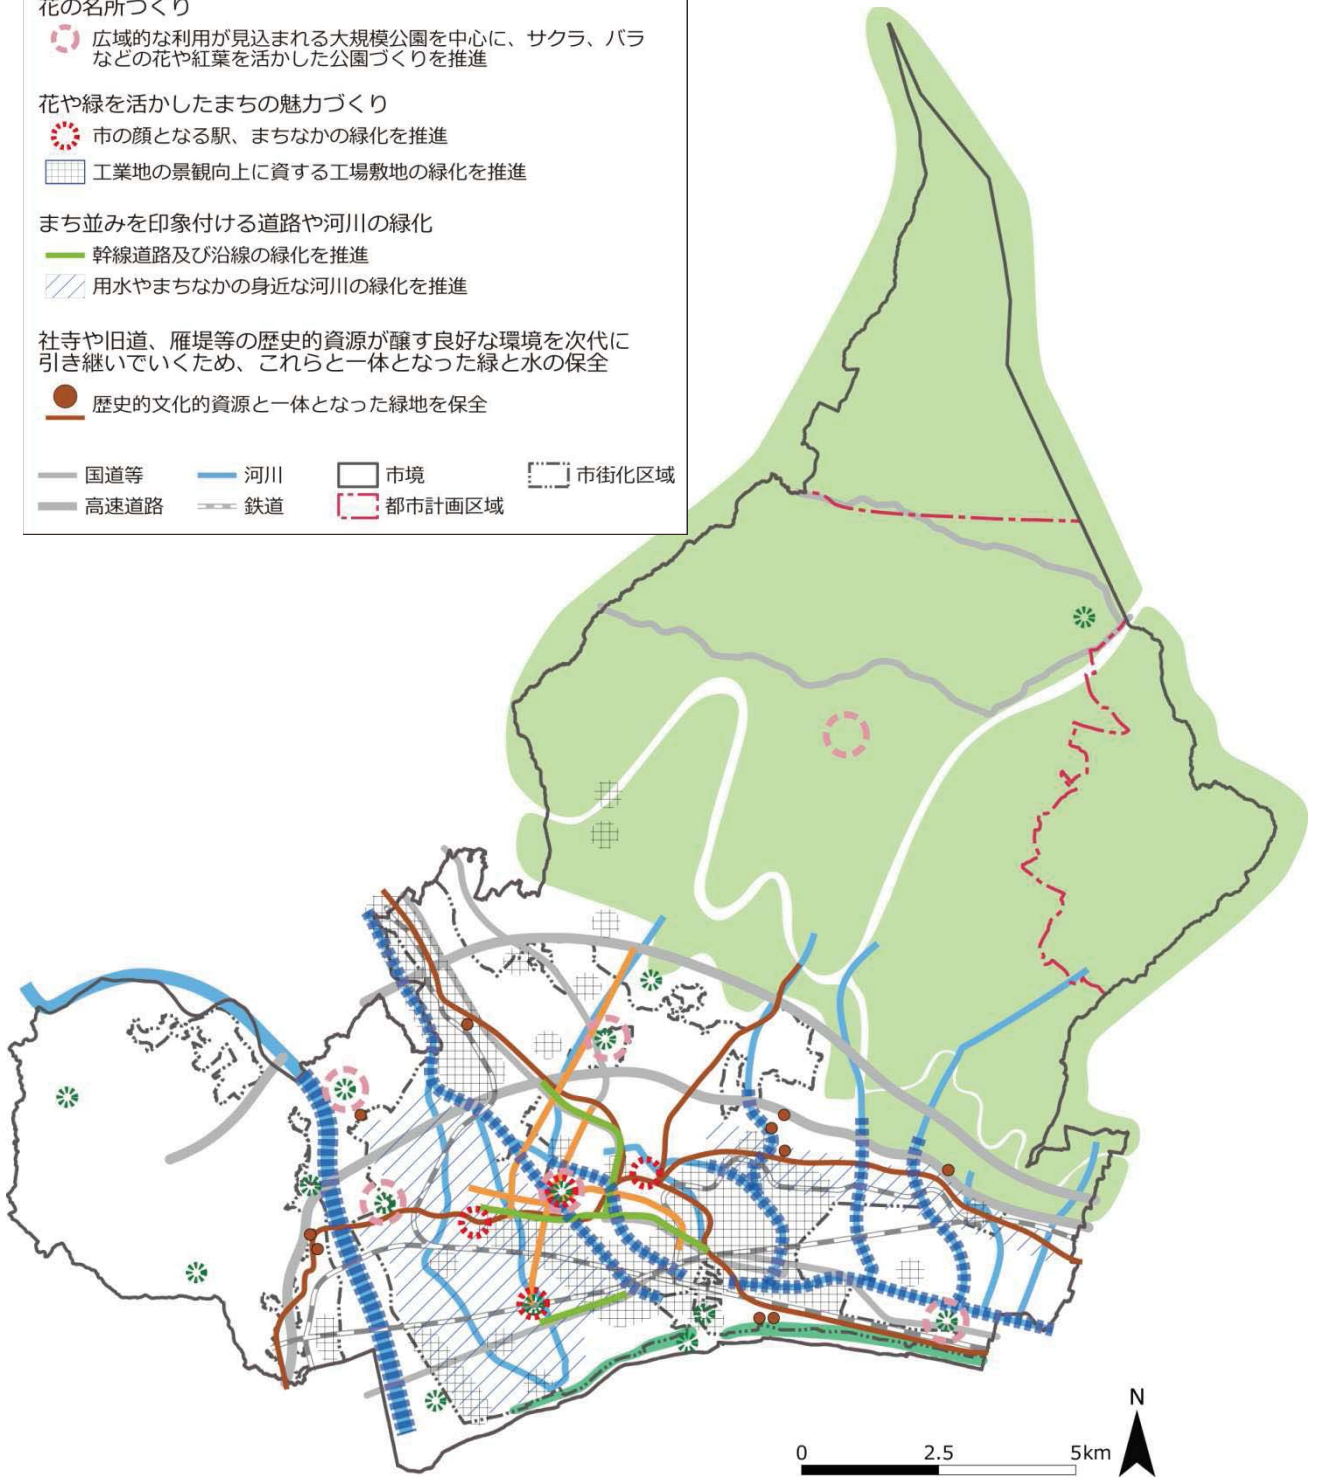 花の名所づくり
広域的な利用が見込まれる大規模公園を中心に、サクラ、バラ
などの花や紅葉を活かした公園づくりを推進
花や緑を活かしたまちの魅力づくり
市の顔となる駅、まちなかの緑化を推進
工業地の景観向上に資する工場敷地の緑化を推進
まち並みを印象付ける道路や河川の緑化
幹線道路及び沿線の緑化を推進
用水やまちなかの身近な河川の緑化を推進
社寺や旧道、雁堤等の歴史的資源が醸す良好な環境を次代に
引き継いでいくため、これらと一体となった緑と水の保全
歴史的文化的資源と一体となった緑地を保全
国道等 河川 市境 市街化区域
高速道路 鉄道 都市計画区域
N
0 2.5 5km